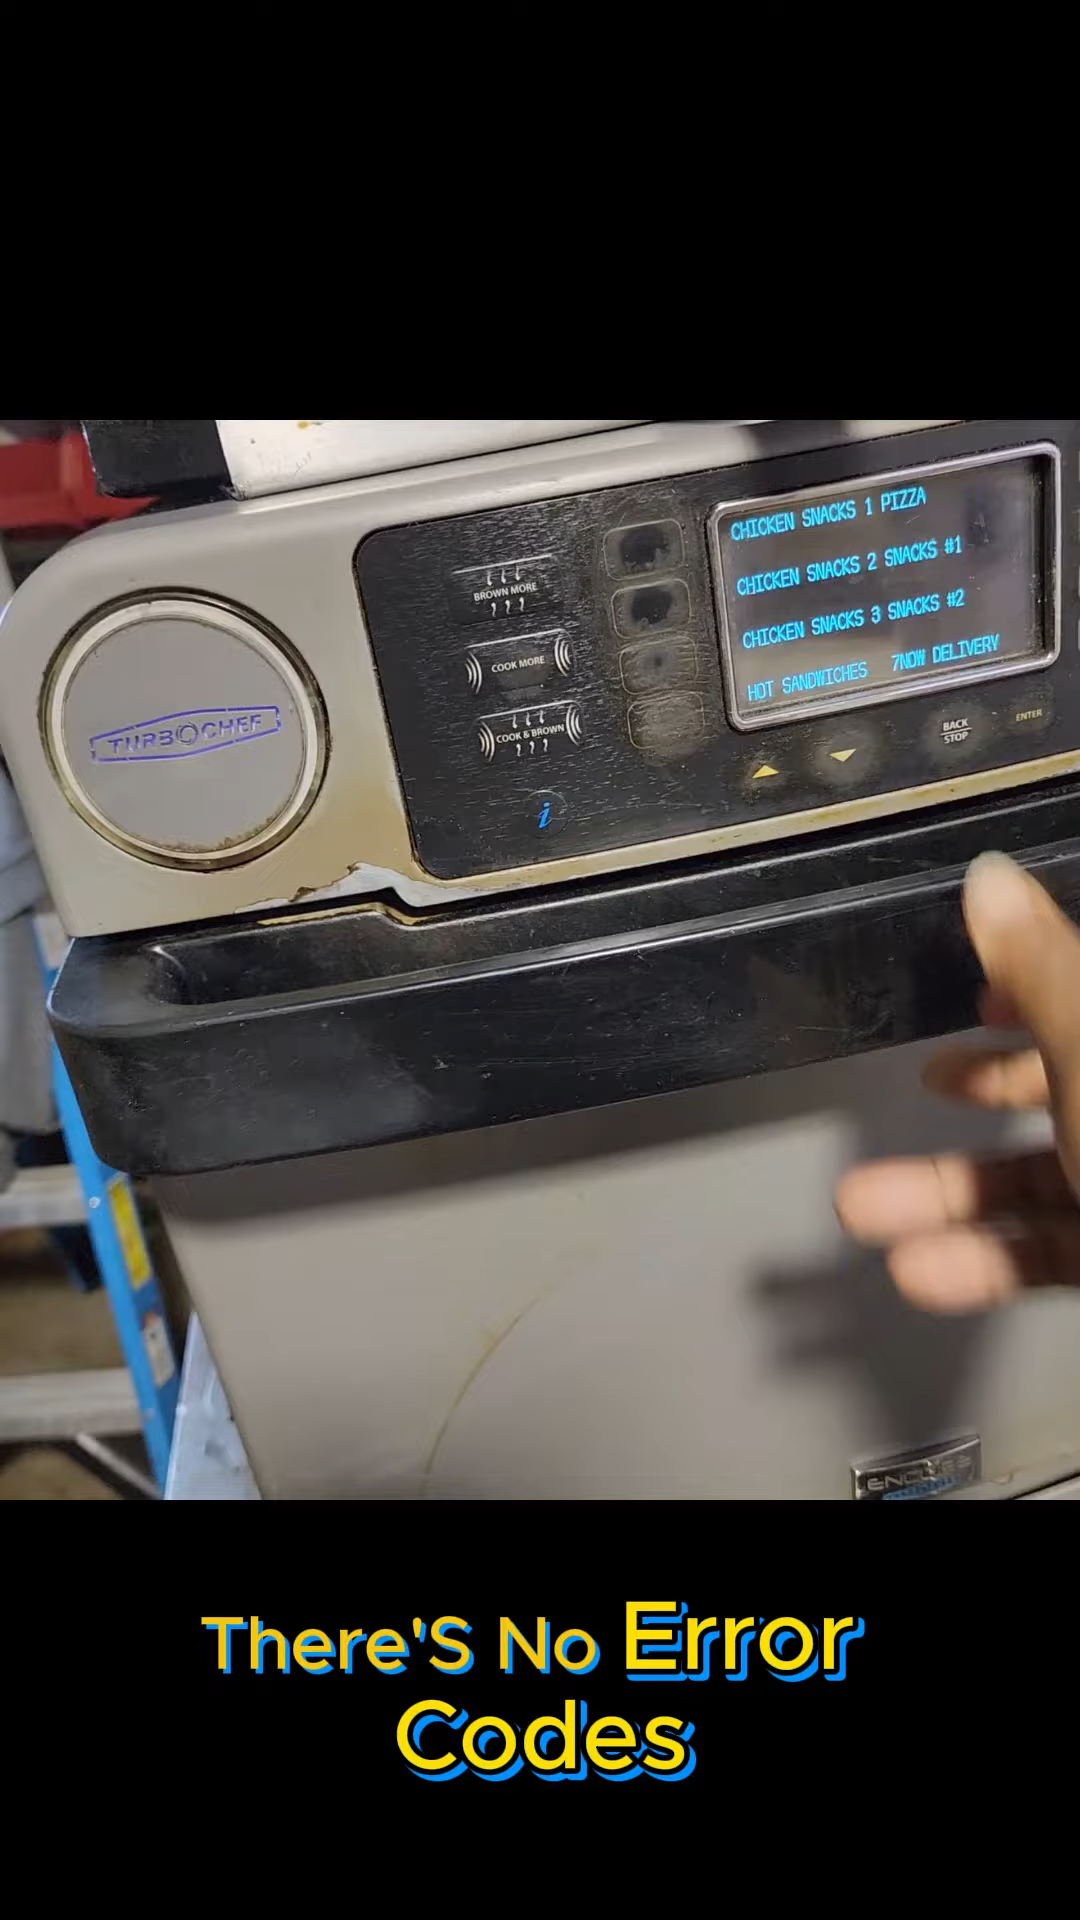 CHICKEN SNACKS 1 PIZZA
CHICKEN SNACKS 2 SNACKS #1
CHICKEN SNACKS 3 SNACKS #2
HOT SANDWICHES 7NOW DELIVERY
BROWN MORE
COOK MORE
COOK & BROWN
i
TURBOCHEF
BACK
STOP
ENTER
ENCORE
There'S No Error
Codes